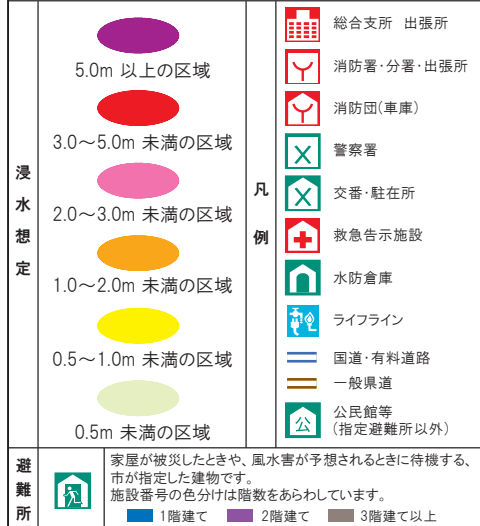 浸水想定
5.0m 以上の区域
3.0～5.0m 未満の区域
2.0～3.0m 未満の区域
1.0～2.0m 未満の区域
0.5～1.0m 未満の区域
0.5m 未満の区域
凡例
総合支所 出張所
消防署・分署・出張所
消防団(車庫)
警察署
交番・駐在所
救急告示施設
水防倉庫
ライフライン
国道・有料道路
一般県道
公
公民館等
(指定避難所以外)
避難所
家屋が被災したときや、風水害が予想されるときに待機する、
市が指定した建物です。
施設番号の色分けは階数をあらわしています。
1階建て 2階建て 3階建て以上